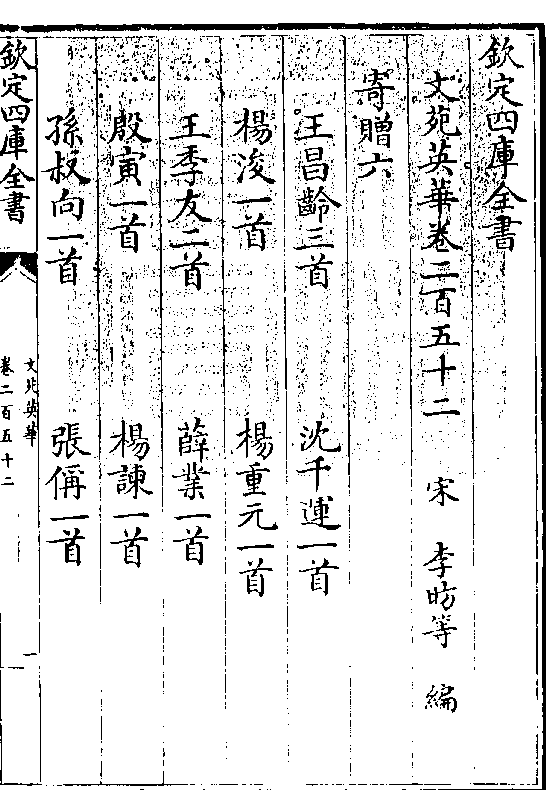 欽定四庫全書
文苑英華卷二百五十二 宋 李昉等 編
寄贈六
王昌齡三首 沈千運一首
楊浚一首 楊重元一首
王季友二首 薛業一首
殷寅一首 楊諫一首
孫叔向一首 張偁一首
欽定四庫全書
文苑英華
卷二百五十二
一